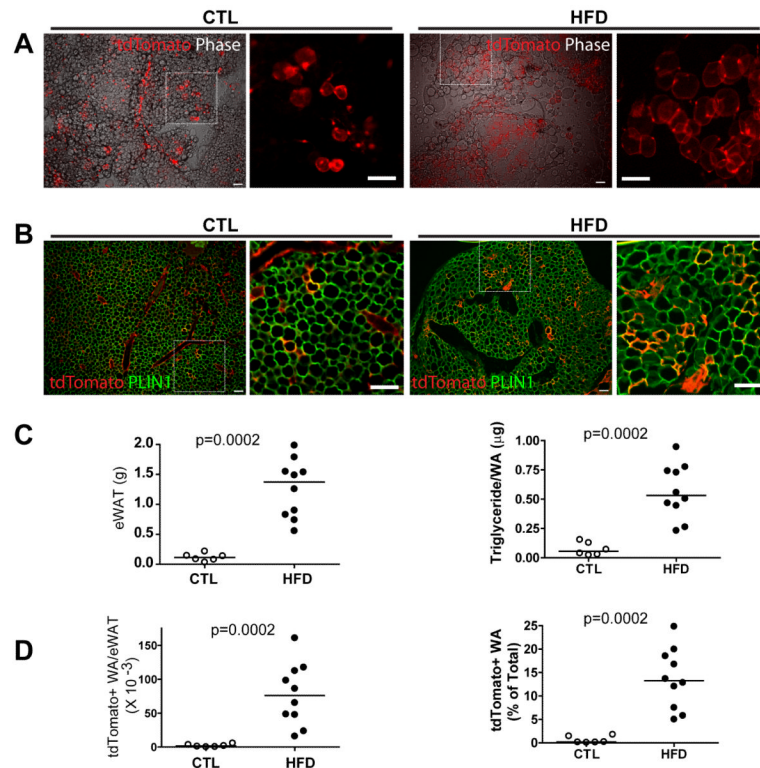 CTL HFD
A
tdTomato Phase tdTomato Phase
CTL HFD
B
tdTomato PLIN1 tdTomato PLIN1
C
p=0.0002
eWAT (g)
2.0
1.5
1.0
0.5
0.0
CTL HFD
p=0.0002
Triglyceride/WA (μg)
1.00
0.75
0.50
0.25
0.00
CTL HFD
D
p=0.0002
tdTomato+ WA/eWAT
(X 10 -3)
150
100
50
0
CTL HFD
p=0.0002
tdTomato+ WA
(% of Total)
25
20
15
10
5
0
CTL HFD